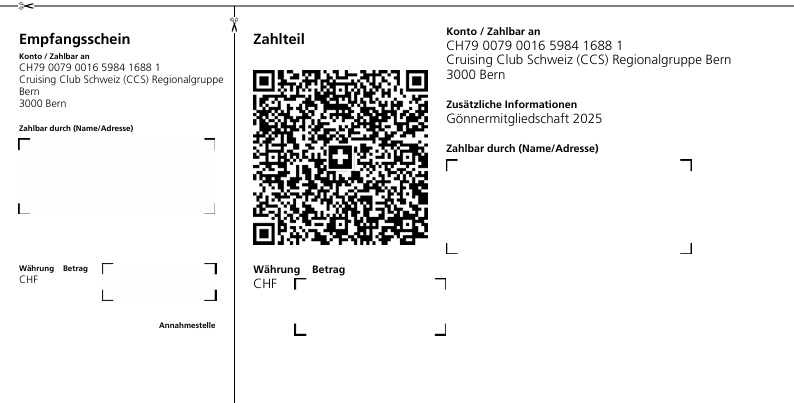 Empfangsschein
Konto / Zahlbar an
CH79 0079 0016 5984 1688 1
Cruising Club Schweiz (CCS) Regionalgruppe
Bern
3000 Bern
Zahlbar durch (Name/Adresse)
Währung Betrag
CHF
Annahmestelle
Zahlteil
Währung Betrag
CHF
Konto / Zahlbar an
CH79 0079 0016 5984 1688 1
Cruising Club Schweiz (CCS) Regionalgruppe Bern
3000 Bern
Zusätzliche Informationen
Gönnermitgliedschaft 2025
Zahlbar durch (Name/Adresse)